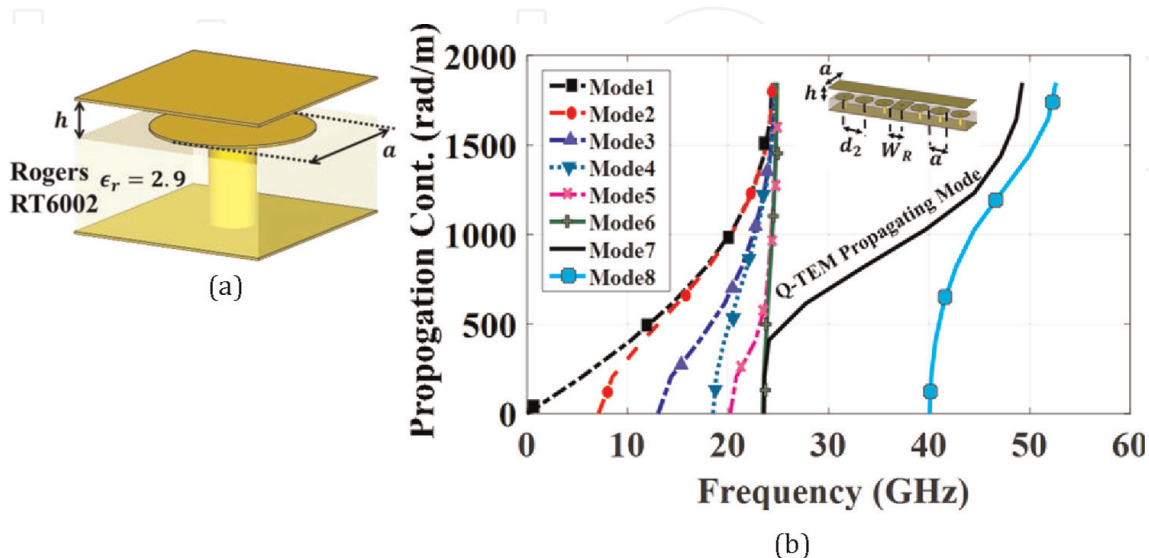 (a)
h
a
Rogers
RT6002
ϵr = 2.9
(b)
Propogation Cont. (rad/m)
2000
1500
1000
500
0
Mode1
Mode2
Mode3
Mode4
Mode5
Mode6
Mode7
Mode8
a
h
d2
WR
a
Q-TEM Propagating Mode
0
10
20
30
40
50
60
Frequency (GHz)